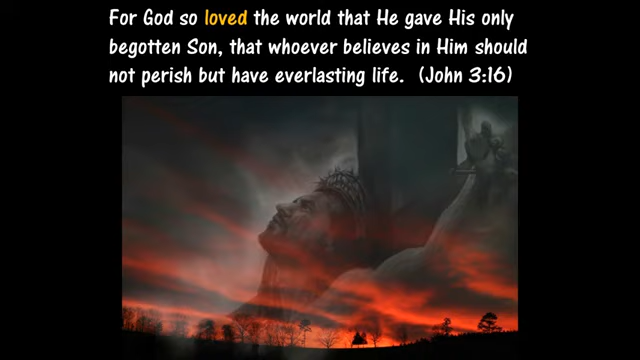 For God so loved the world that He gave His only
begotten Son, that whoever believes in Him should
not perish but have everlasting life. (John 3:16)